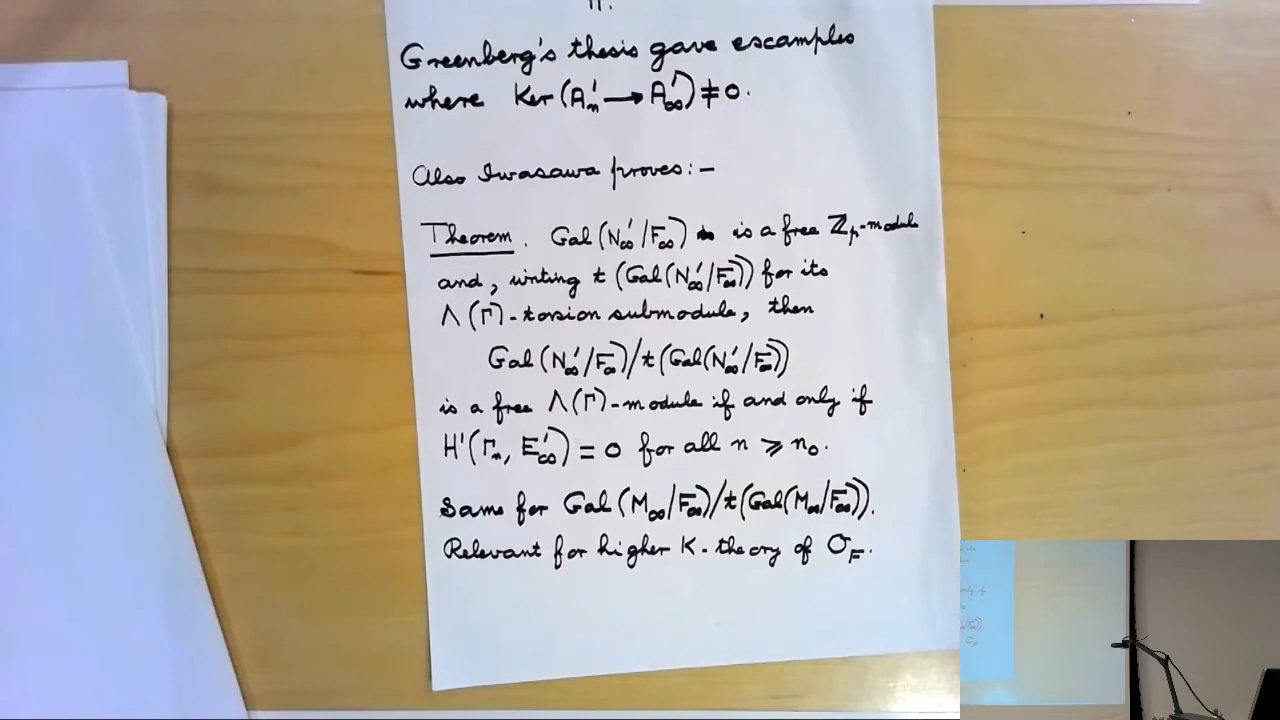 Greenberg's thesis gave escamples
where Ker (A'ₙ → A'∞) ≠ 0.
Also Iwasawa proves: –
Theorem. Gal (N'∞/F∞) is a free ℤₚ-module
and, writing t (Gal(N'∞/F∞)) for its
Λ(Γ)-torsion submodule, then
Gal (N'∞/F∞)/t(Gal(N'∞/F∞))
is a free Λ(Γ)-module if and only if
H'(Γₙ, E'∞) = 0 for all n ⩾ n₀.
Same for Gal (M∞/F∞)/t(Gal(M∞/F∞)).
Relevant for higher K-theory of O_F.